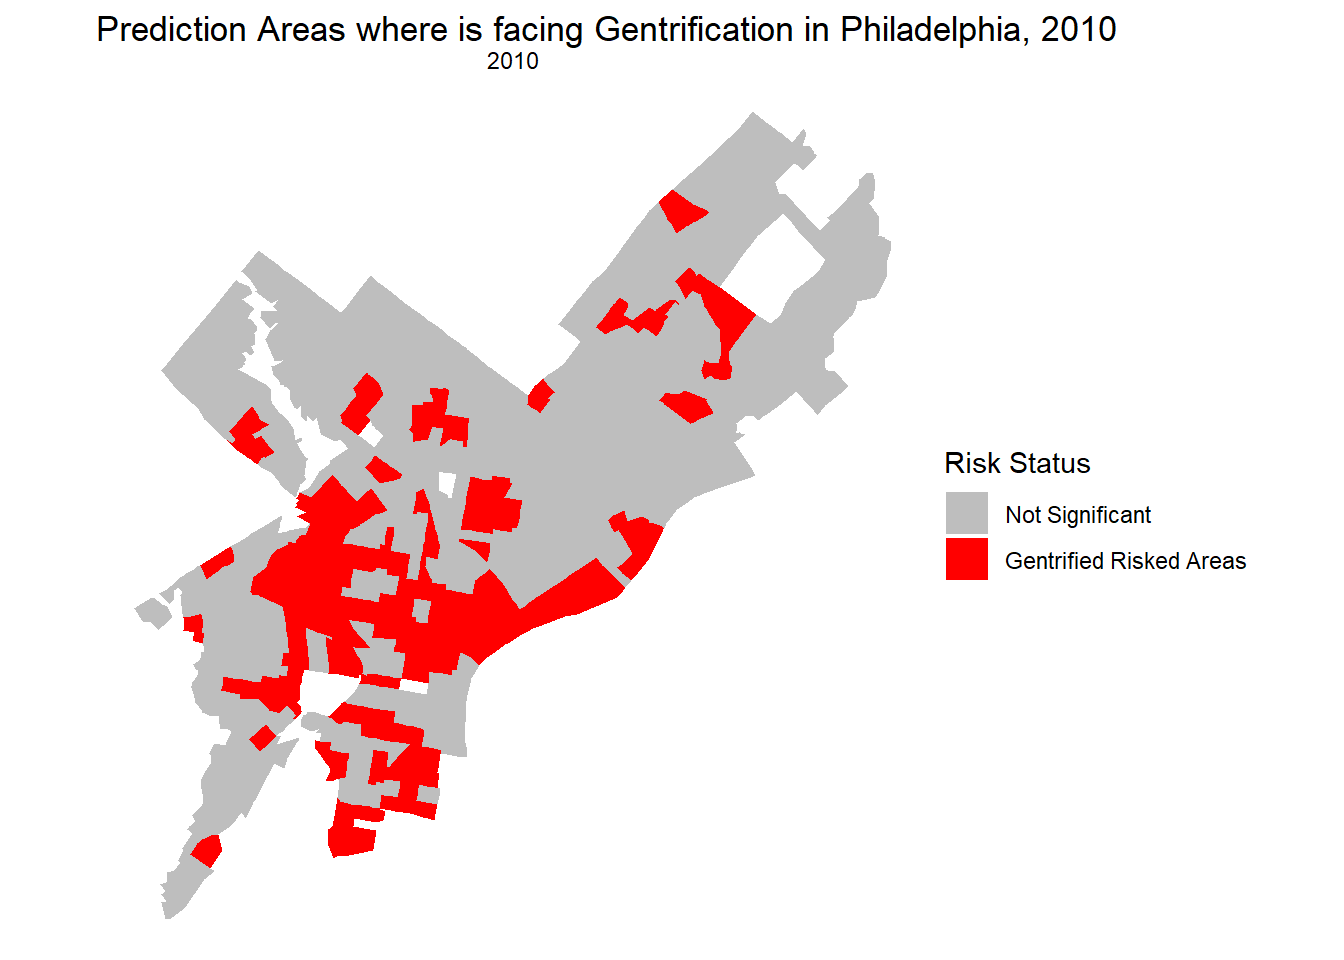 Prediction Areas where is facing Gentrification in Philadelphia, 2010
2010
Risk Status
Not Significant
Gentrified Risked Areas